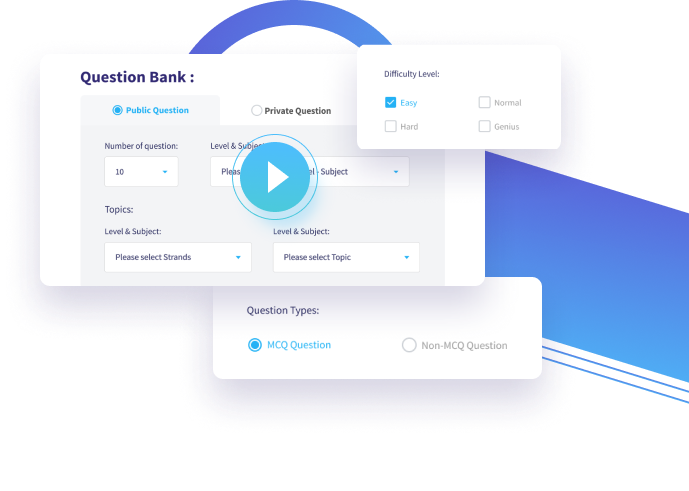 Question Bank :
Difficulty Level:
Easy
Normal
Hard
Genius
Public Question
Private Question
Number of question:
Level & Subject
10
- Subject
Topics:
Level & Subject:
Level & Subject:
Please select Strands
Please select Topic
Question Types:
MCQ Question
Non-MCQ Question